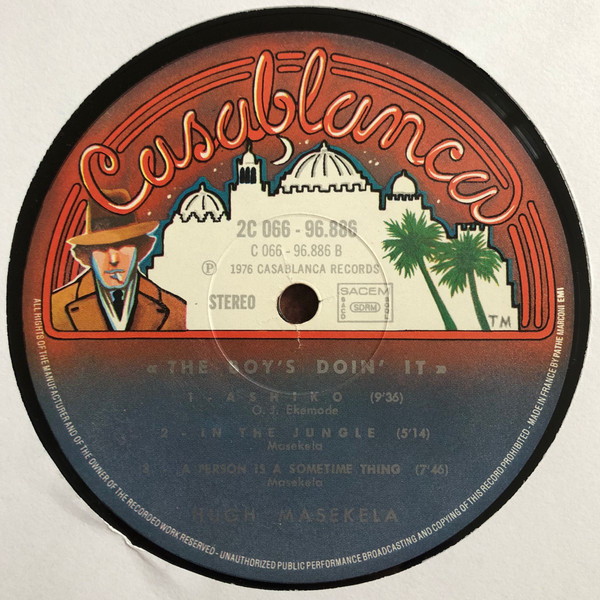 Casablanca
2C 066 - 96.886
C 066 - 96.886 B
Ⓟ 1976 CASABLANCA RECORDS
STEREO
SACEM
SACD SDRM SGDL
TM
« THE BOY'S DOIN' IT »
1 - ASHIKO (9'36)
O. J. Ekemode
2 - IN THE JUNGLE (5'14)
Masekela
3 - A PERSON IS A SOMETIME THING (7'46)
Masekela
HUGH MASEKELA
ALL RIGHTS OF THE MANUFACTURER AND OF THE OWNER OF THE RECORDED WORK RESERVED - UNAUTHORIZED PUBLIC PERFORMANCE BROADCASTING AND COPYING OF THIS RECORD PROHIBITED - MADE IN FRANCE BY PATHE MARCONI EMI